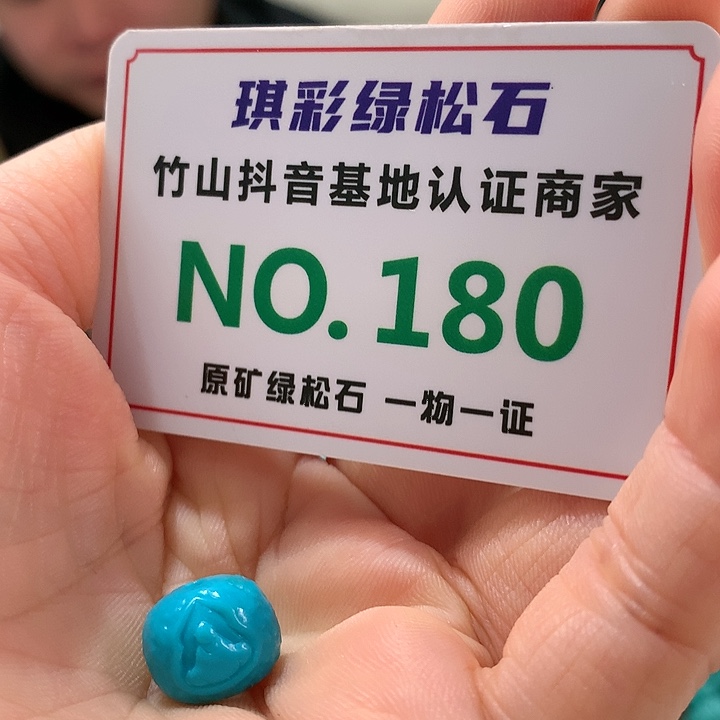 琪彩绿松石
竹山抖音基地认证商家
NO.180
原矿绿松石 一物一证